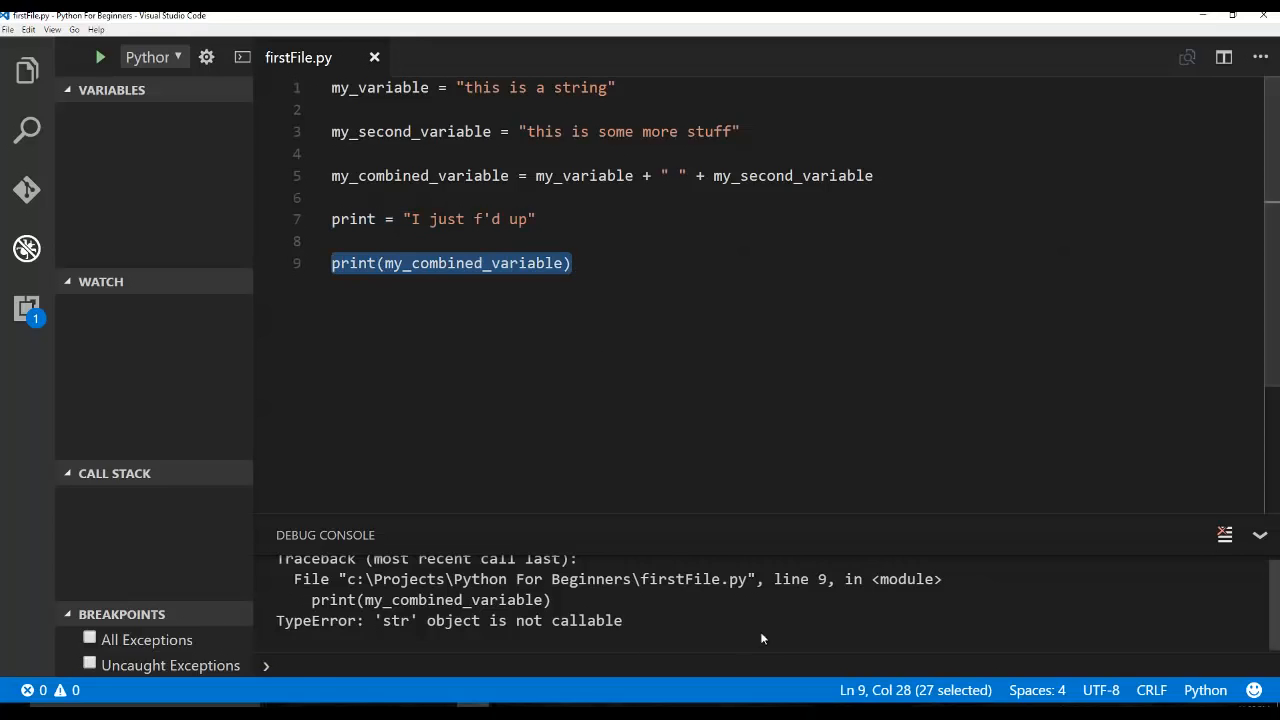 firstFile.py - Python For Beginners - Visual Studio Code
File Edit View Go Help
Python
firstFile.py
VARIABLES
WATCH
CALL STACK
BREAKPOINTS
All Exceptions
Uncaught Exceptions
1
1 my_variable = "this is a string"
2
3 my_second_variable = "this is some more stuff"
4
5 my_combined_variable = my_variable + " " + my_second_variable
6
7 print = "I just f'd up"
8
9 print(my_combined_variable)
DEBUG CONSOLE
Traceback (most recent call last):
File "c:\Projects\Python For Beginners\firstFile.py", line 9, in <module>
print(my_combined_variable)
TypeError: 'str' object is not callable
0 0 Ln 9, Col 28 (27 selected) Spaces: 4 UTF-8 CRLF Python